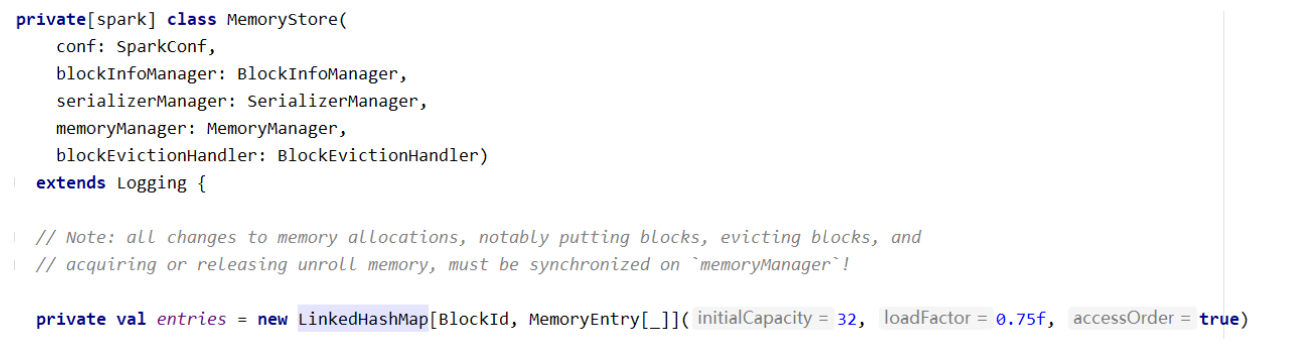 private[spark] class MemoryStore(
    conf: SparkConf,
    blockInfoManager: BlockInfoManager,
    serializerManager: SerializerManager,
    memoryManager: MemoryManager,
    blockEvictionHandler: BlockEvictionHandler)
  extends Logging {
  // Note: all changes to memory allocations, notably putting blocks, evicting blocks, and
  // acquiring or releasing unroll memory, must be synchronized on `memoryManager`!
  private val entries = new LinkedHashMap[BlockId, MemoryEntry[_]]( initialCapacity = 32, loadFactor = 0.75f, accessOrder = true)